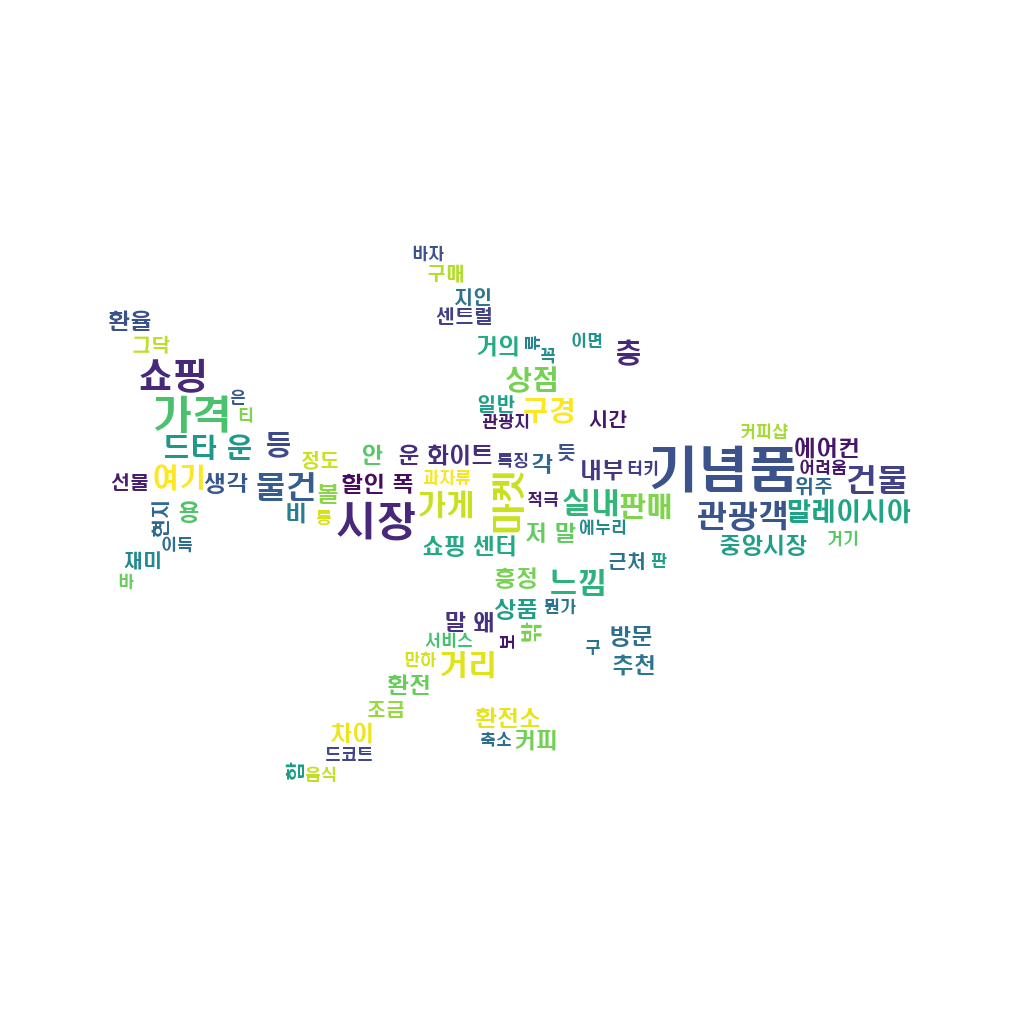 바자
구매
지인
센트럴
환율
그닥
거의
꼭
이면
층
쇼핑
상점
가격
은
티
일반
구경
관광지
시간
커피샵
드타 운
등
안
운 화이트
특징
각
듯
기념품
에어컨
정도
내부
터키
어려움
선물
여기
생각
물건
볼
할인 폭
과자류
가게
마켓
적극
실내
판매
위주
건물
현지
용
비
시장
저 말
에누리
관광객
말레이시아
이득
쇼핑 센터
중앙시장
거기
재미
바
흥정
느낌
근처
판
상품
뭔가
말 왜
밖
서비스
구
방문
만하
거리
추천
환전
조금
환전소
차이
축소
커피
드코트
함
음식